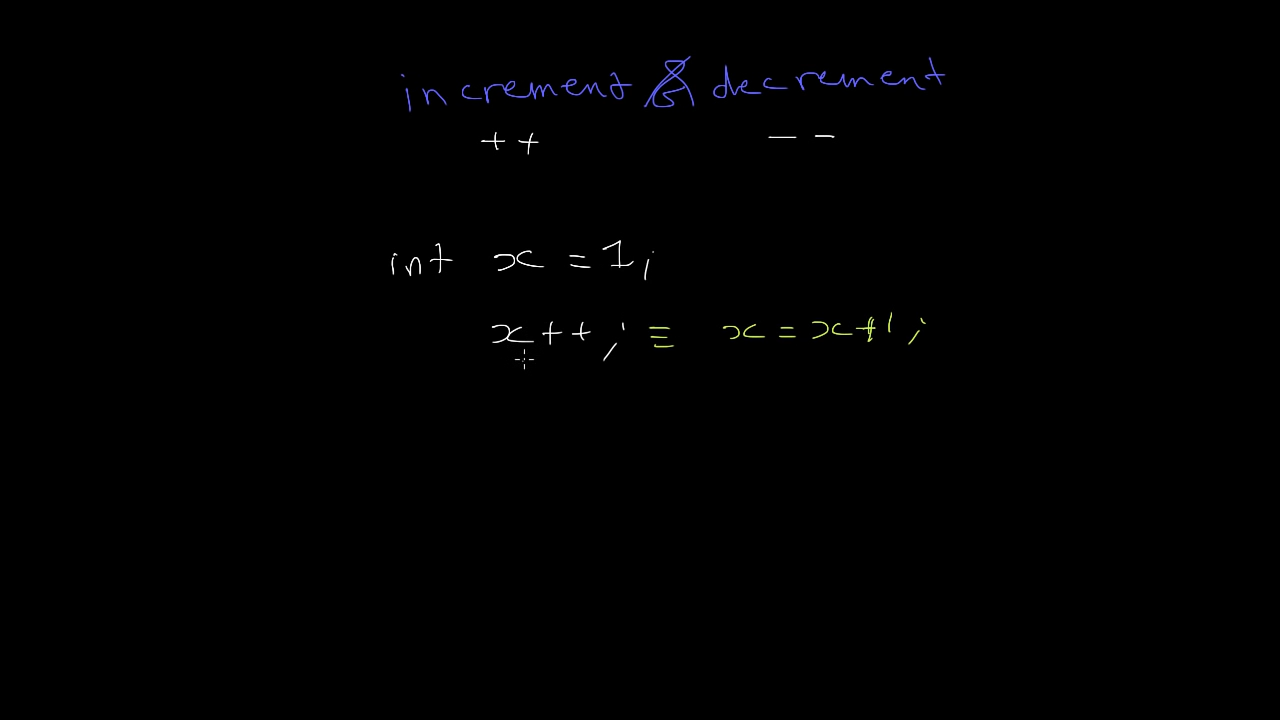 increment & decrement
++ --
int x = 1;
x++; ≡ x = x+1;